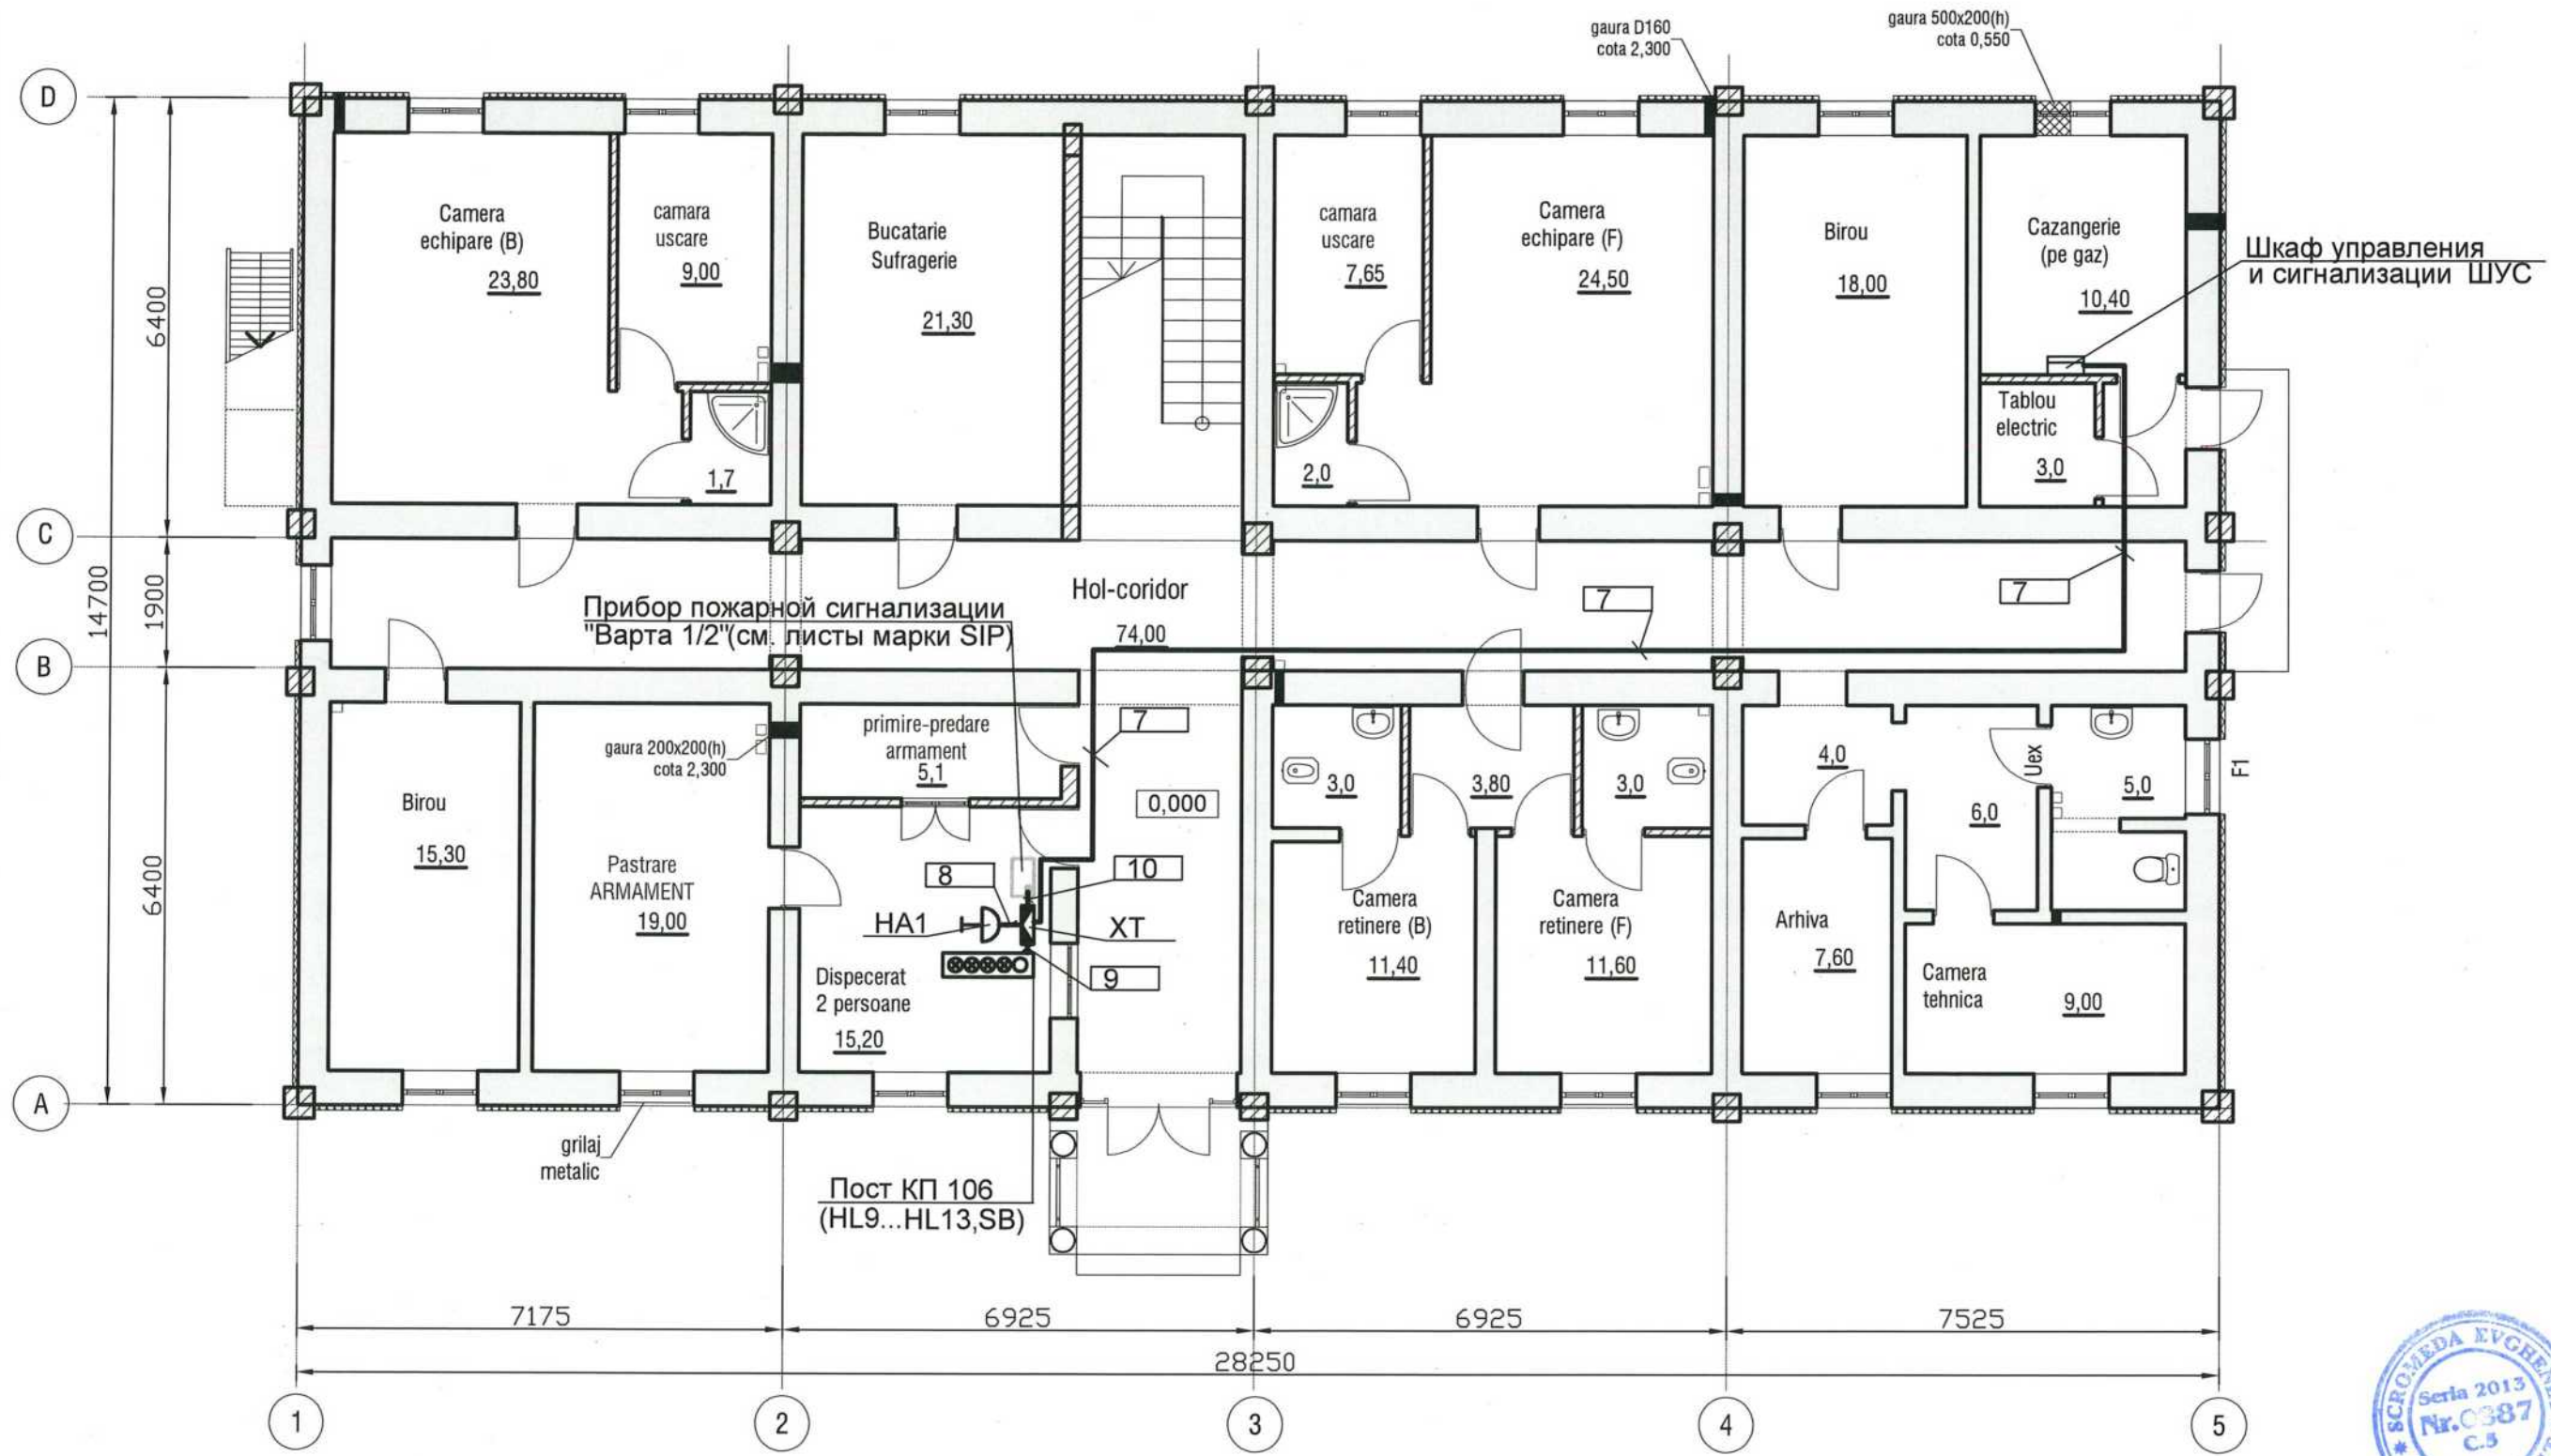 gaura D160
cota 2,300
gaura 500x200(h)
cota 0,550
D
Camera
echipare (B)
23,80
camara
uscare
9,00
Bucatarie
Sufragerie
21,30
camara
uscare
7,65
Camera
echipare (F)
24,50
Birou
18,00
Cazangerie
(pe gaz)
10,40
Шкаф управления
и сигнализации ШУС
6400
1,7
2,0
Tablou
electric
3,0
C
14700
1900
Прибор пожарной сигнализации
"Варта 1/2"(см. листы марки SIP)
Hol-coridor
74,00
7
7
B
6400
Birou
15,30
gaura 200x200(h)
cota 2,300
Pastrare
ARMAMENT
19,00
primire-predare
armament
5,1
7
0,000
8
10
HA1
XT
9
Dispecerat
2 persoane
15,20
3,0
3,80
3,0
Camera
retinere (B)
11,40
Camera
retinere (F)
11,60
4,0
Arhiva
7,60
6,0
Uex
5,0
F1
Camera
tehnica
9,00
A
grilaj
metalic
Пост КП 106
(HL9...HL13,SB)
7175
6925
6925
7525
28250
1
2
3
4
5
Seria 2013
C.5